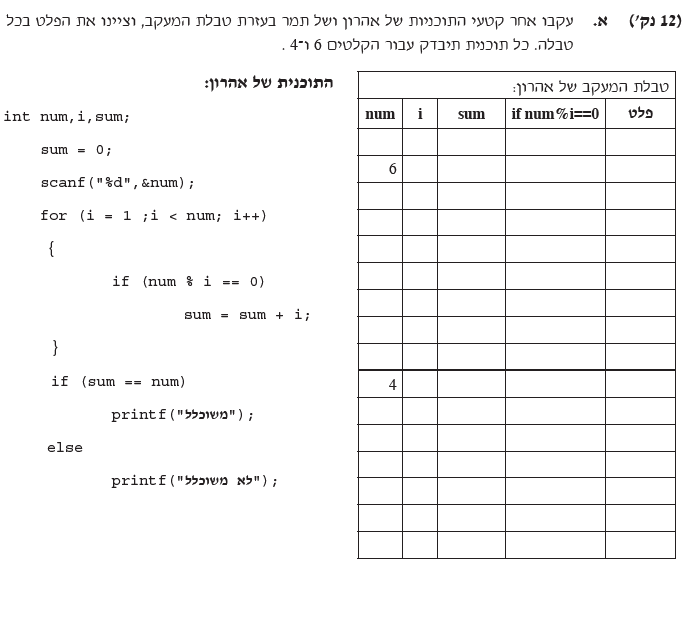 (12 נק') א. עקבו אחר קטעי התוכניות של אהרון ושל תמר בעזרת טבלת המעקב, וציינו את הפלט בכל
טבלה. כל תוכנית תיבדק עבור הקלטים 6 ו־4 .
התוכנית של אהרון:
int num,i,sum;
sum = 0;
scanf("%d",&num);
for (i = 1 ;i < num; i++)
{
if (num % i == 0)
sum = sum + i;
}
if (sum == num)
printf("משוכלל");
else
printf("לא משוכלל");
טבלת המעקב של אהרון:
num i sum if num%i==0 פלט
6
4